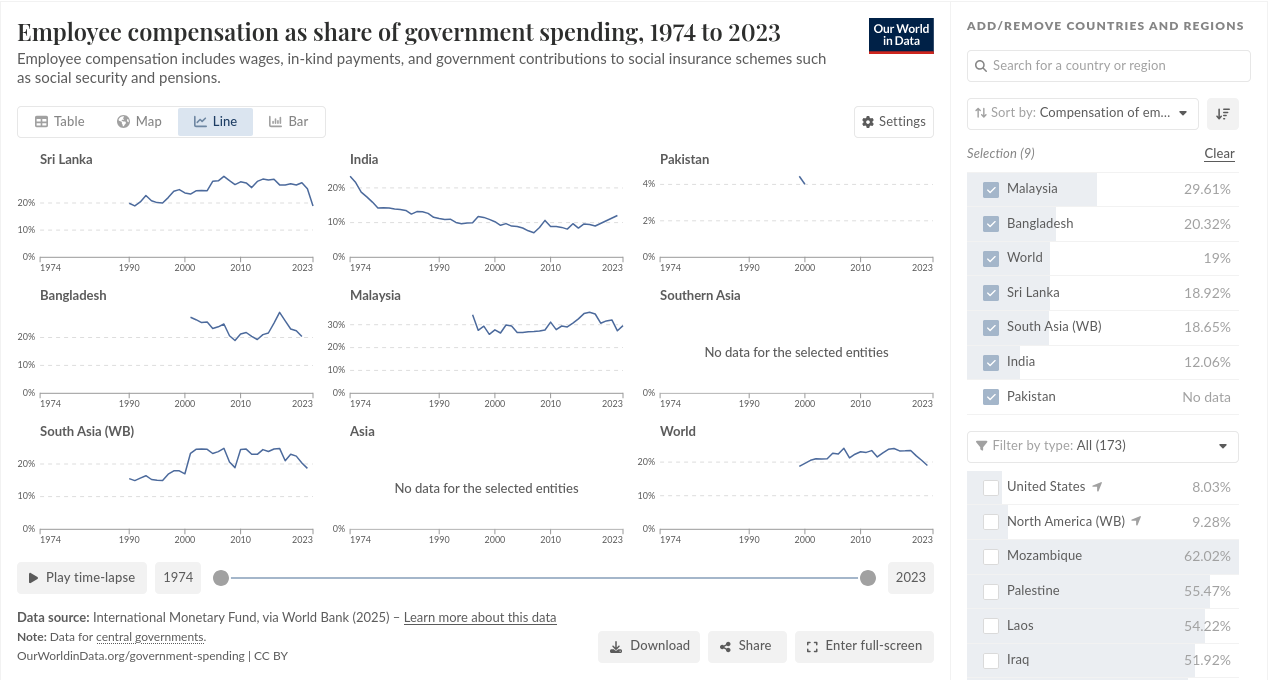 Employee compensation as share of government spending, 1974 to 2023
Employee compensation includes wages, in-kind payments, and government contributions to social insurance schemes such
as social security and pensions.
Our World
in Data
Table
Map
Line
Bar
Settings
Sri Lanka
20%
10%
0%
1974 1990 2000 2010 2023
India
20%
10%
0%
1974 1990 2000 2010 2023
Pakistan
4%
2%
0%
1974 1990 2000 2010 2023
Bangladesh
20%
10%
0%
1974 1990 2000 2010 2023
Malaysia
30%
20%
10%
0%
1974 1990 2000 2010 2023
Southern Asia
No data for the selected entities
0%
1974 1990 2000 2010 2023
South Asia (WB)
20%
10%
0%
1974 1990 2000 2010 2023
Asia
No data for the selected entities
0%
1974 1990 2000 2010 2023
World
20%
10%
0%
1974 1990 2000 2010 2023
Play time-lapse
1974
2023
Data source: International Monetary Fund, via World Bank (2025) – Learn more about this data
Note: Data for central governments.
OurWorldinData.org/government-spending | CC BY
Download
Share
Enter full-screen
ADD/REMOVE COUNTRIES AND REGIONS
Search for a country or region
Sort by: Compensation of em...
Selection (9)
Clear
Malaysia 29.61%
Bangladesh 20.32%
World 19%
Sri Lanka 18.92%
South Asia (WB) 18.65%
India 12.06%
Pakistan No data
Filter by type: All (173)
United States 8.03%
North America (WB) 9.28%
Mozambique 62.02%
Palestine 55.47%
Laos 54.22%
Iraq 51.92%